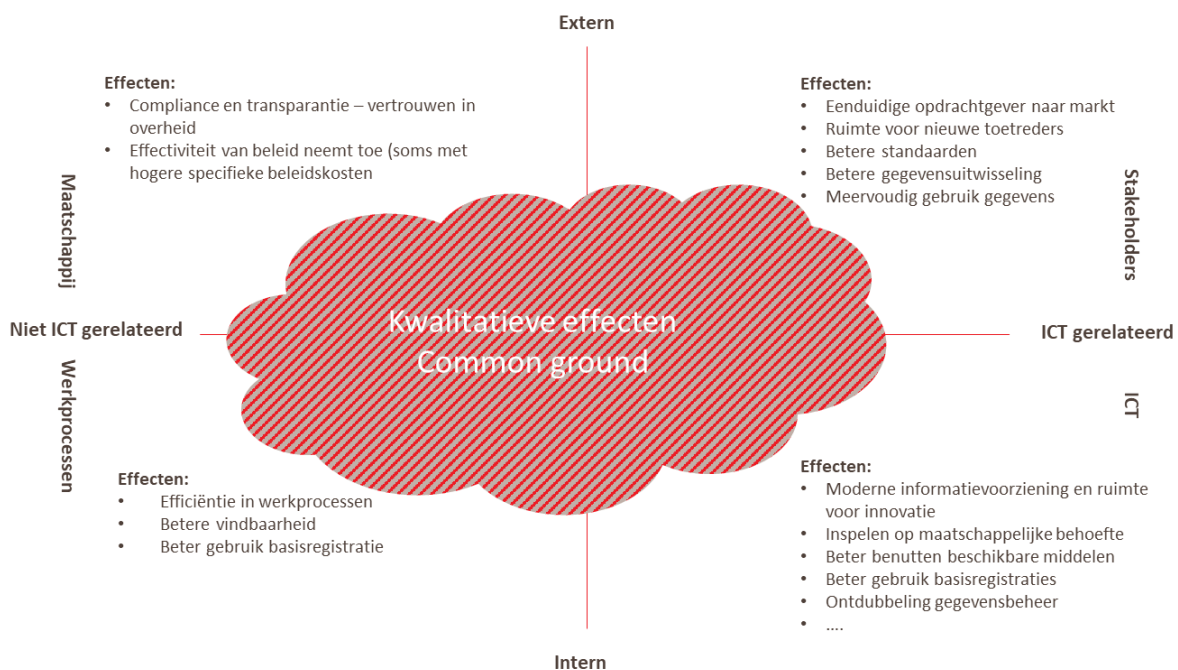 Extern
Effecten:
• Compliance en transparantie – vertrouwen in
overheid
• Effectiviteit van beleid neemt toe (soms met
hogere specifieke beleidskosten
Effecten:
• Eenduidige opdrachtgever naar markt
• Ruimte voor nieuwe toetreders
• Betere standaarden
• Betere gegevensuitwisseling
• Meervoudig gebruik gegevens
Maatschappij
Stakeholders
Kwalitatieve effecten
Common ground
Niet ICT gerelateerd
ICT gerelateerd
Werkprocessen
ICT
Effecten:
• Efficiëntie in werkprocessen
• Betere vindbaarheid
• Beter gebruik basisregistratie
Effecten:
• Moderne informatievoorziening en ruimte
voor innovatie
• Inspelen op maatschappelijke behoefte
• Beter benutten beschikbare middelen
• Beter gebruik basisregistraties
• Ontdubbeling gegevensbeheer
• ....
Intern